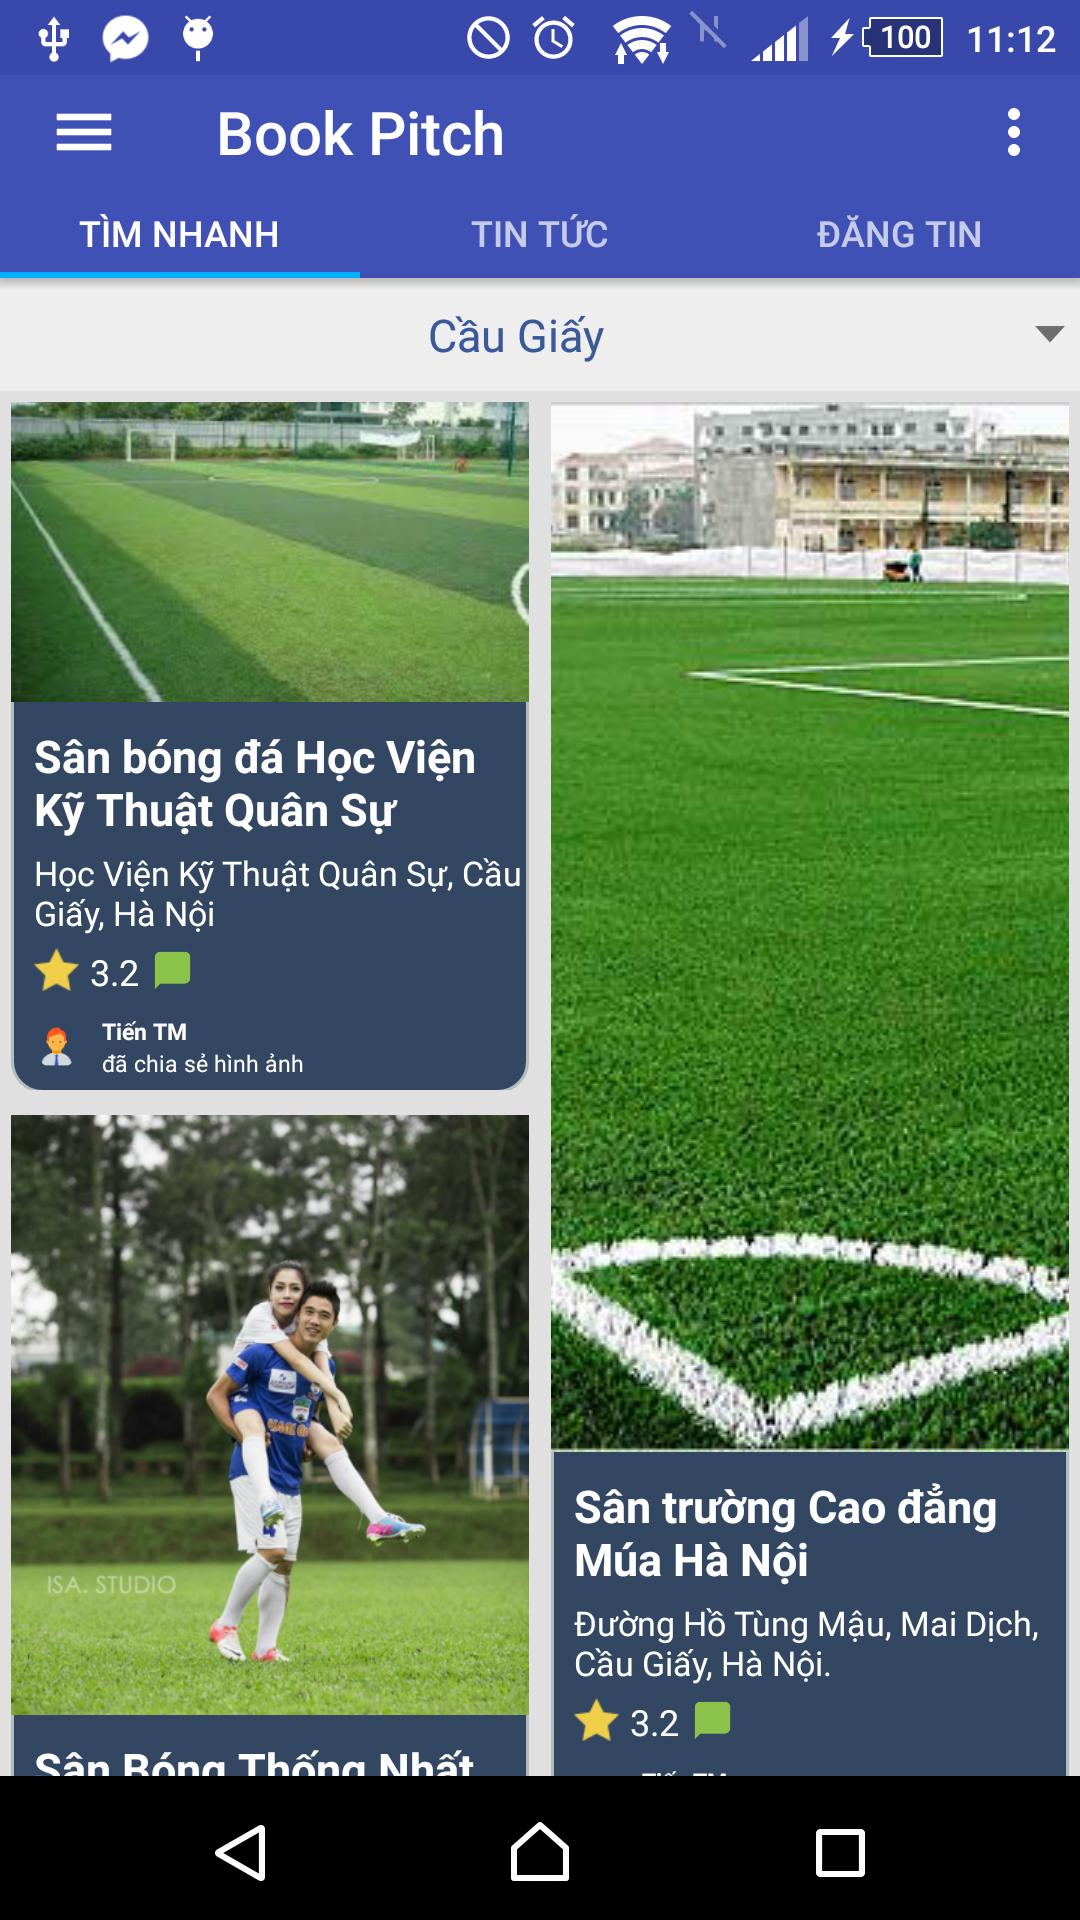 100 11:12
Book Pitch
TÌM NHANH TIN TỨC ĐĂNG TIN
Cầu Giấy
Sân bóng đá Học Viện
Kỹ Thuật Quân Sự
Học Viện Kỹ Thuật Quân Sự, Cầu
Giấy, Hà Nội
3.2
Tiến TM
đã chia sẻ hình ảnh
ISA. STUDIO
Sân Bóng Thống Nhất
Sân trường Cao đẳng
Múa Hà Nội
Đường Hồ Tùng Mậu, Mai Dịch,
Cầu Giấy, Hà Nội.
3.2
Tiến TM